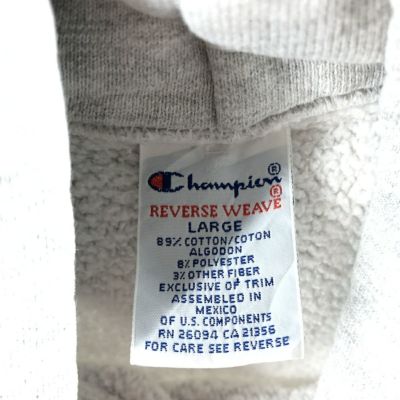 Champion®
REVERSE WEAVE®
LARGE
89% COTTON/COTON
ALGODON
8% POLYESTER
3% OTHER FIBER
EXCLUSIVE OF TRIM
ASSEMBLED IN
MEXICO
OF U.S. COMPONENTS
RN 26094 CA 21356
FOR CARE SEE REVERSE